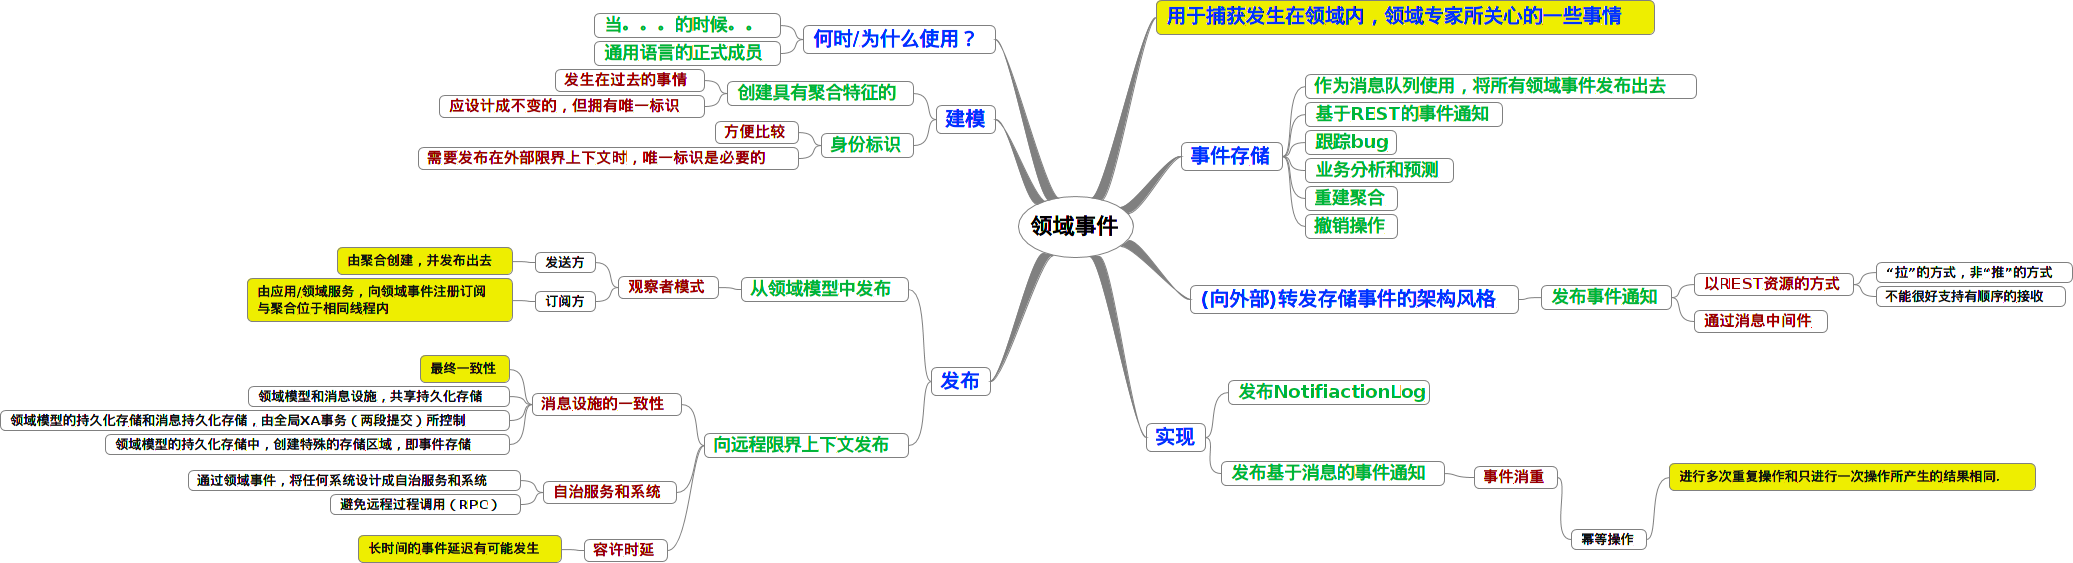 领域事件
用于捕获发生在领域内，领域专家所关心的一些事情
事件存储
作为消息队列使用，将所有领域事件发布出去
基于REST的事件通知
跟踪bug
业务分析和预测
重建聚合
撤销操作
(向外部)转发存储事件的架构风格
发布事件通知
以REST资源的方式
“拉”的方式，非“推”的方式
不能很好支持有顺序的接收
通过消息中间件
实现
发布NotifiactionLog
发布基于消息的事件通知
事件消重
幂等操作
进行多次重复操作和只进行一次操作所产生的结果相同.
何时/为什么使用？
当。。。的时候。。
通用语言的正式成员
建模
创建具有聚合特征的
发生在过去的事情
应设计成不变的，但拥有唯一标识
身份标识
方便比较
需要发布在外部限界上下文时，唯一标识是必要的
发布
从领域模型中发布
观察者模式
发送方
由聚合创建，并发布出去
订阅方
由应用/领域服务，向领域事件注册订阅
与聚合位于相同线程内
向远程限界上下文发布
消息设施的一致性
最终一致性
领域模型和消息设施，共享持久化存储
领域模型的持久化存储和消息持久化存储，由全局XA事务（两段提交）所控制
领域模型的持久化存储中，创建特殊的存储区域，即事件存储
自治服务和系统
通过领域事件，将任何系统设计成自治服务和系统
避免远程过程调用（RPC）
容许时延
长时间的事件延迟有可能发生